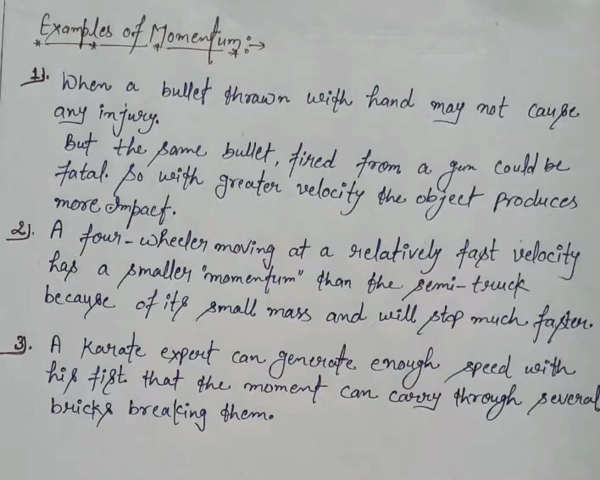 Examples of Momentum:→
1). When a bullet thrown with hand may not cause
any injury.
But the same bullet, fired from a gun could be
fatal. So with greater velocity the object produces
more Impact.
2). A four-wheeler moving at a relatively fast velocity
has a smaller "momentum" than the semi-truck
because of its small mass and will stop much faster.
3). A Karate expert can generate enough speed with
his fist that the moment can carry through several
bricks breaking them.